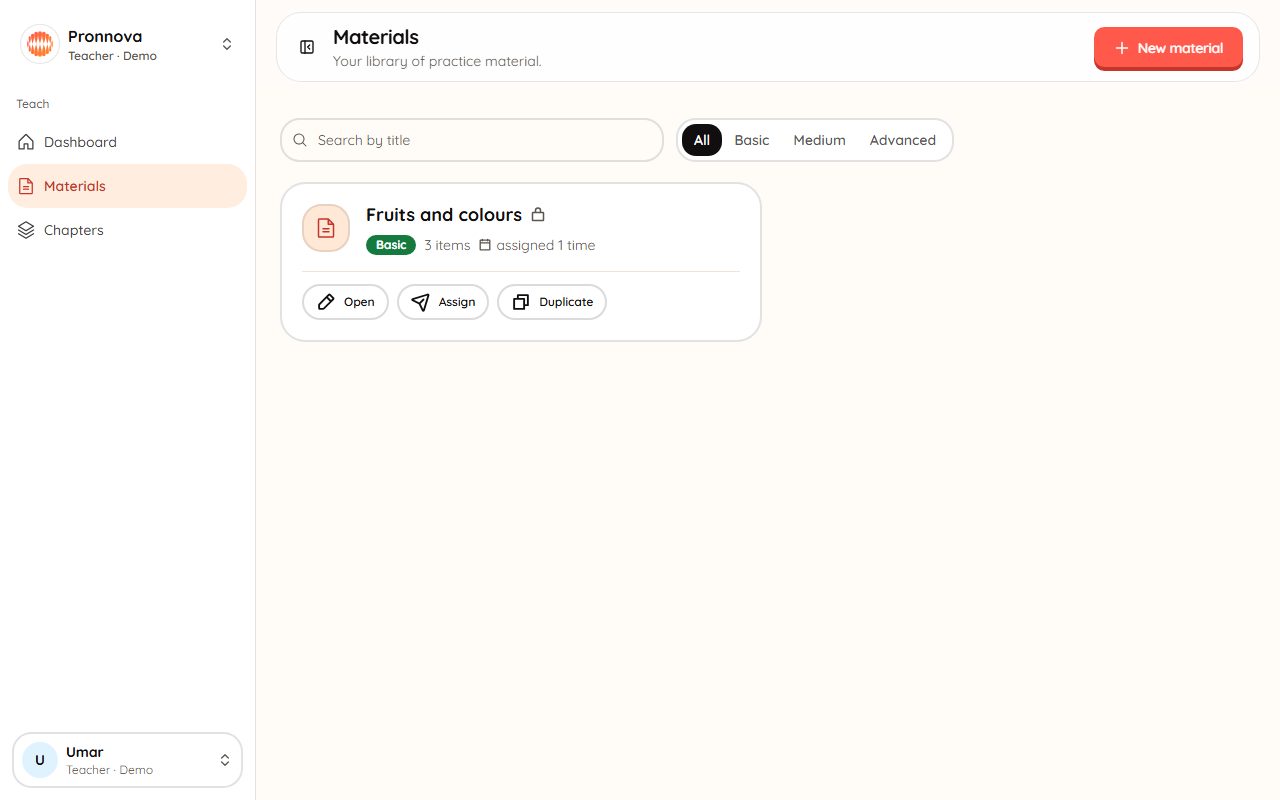 Pronnova
Teacher · Demo
Teach
Dashboard
Materials
Chapters
Umar
U
Teacher · Demo
Materials
Your library of practice material.
New material
Search by title
All Basic Medium Advanced
Fruits and colours
Basic 3 items assigned 1 time
Open Assign Duplicate